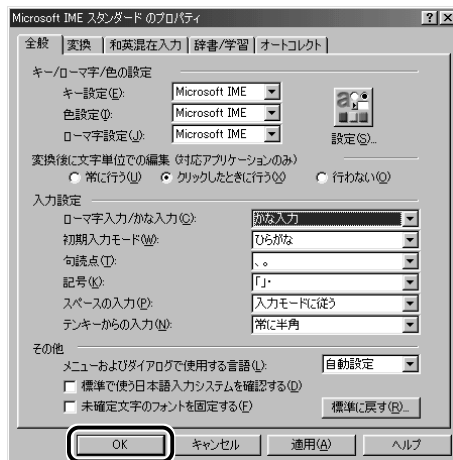 Microsoft IME スタンダード のプロパティ
全般 変換 和英混在入力 辞書/学習 オートコレクト
キー/ローマ字/色の設定
キー設定(E): Microsoft IME
色設定(I): Microsoft IME
ローマ字設定(J): Microsoft IME
設定(S)...
変換後に文字単位での編集 (対応アプリケーションのみ)
常に行う(U) クリックしたときに行う(X) 行わない(O)
入力設定
ローマ字入力/かな入力(C): かな入力
初期入力モード(W): ひらがな
句読点(T): 、。
記号(K): 「」・
スペースの入力(P): 入力モードに従う
テンキーからの入力(N): 常に半角
その他
メニューおよびダイアログで使用する言語(L): 自動設定
標準で使う日本語入力システムを確認する(D)
未確定文字のフォントを固定する(F) 標準に戻す(R)...
OK キャンセル 適用(A) ヘルプ